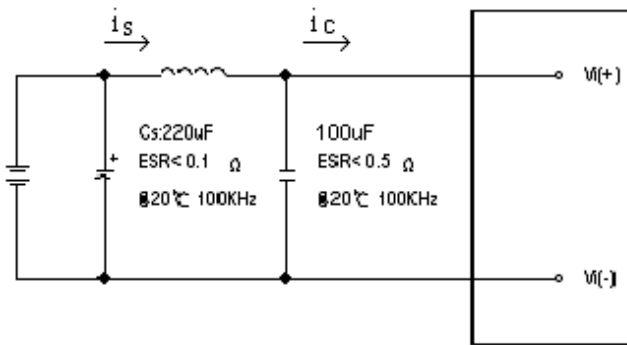 is
ic
Vi(+)
Cs:220uF
ESR<0.1 Ω
@20℃ 100KHz
100uF
ESR<0.5 Ω
@20℃ 100KHz
+
Vi(-)